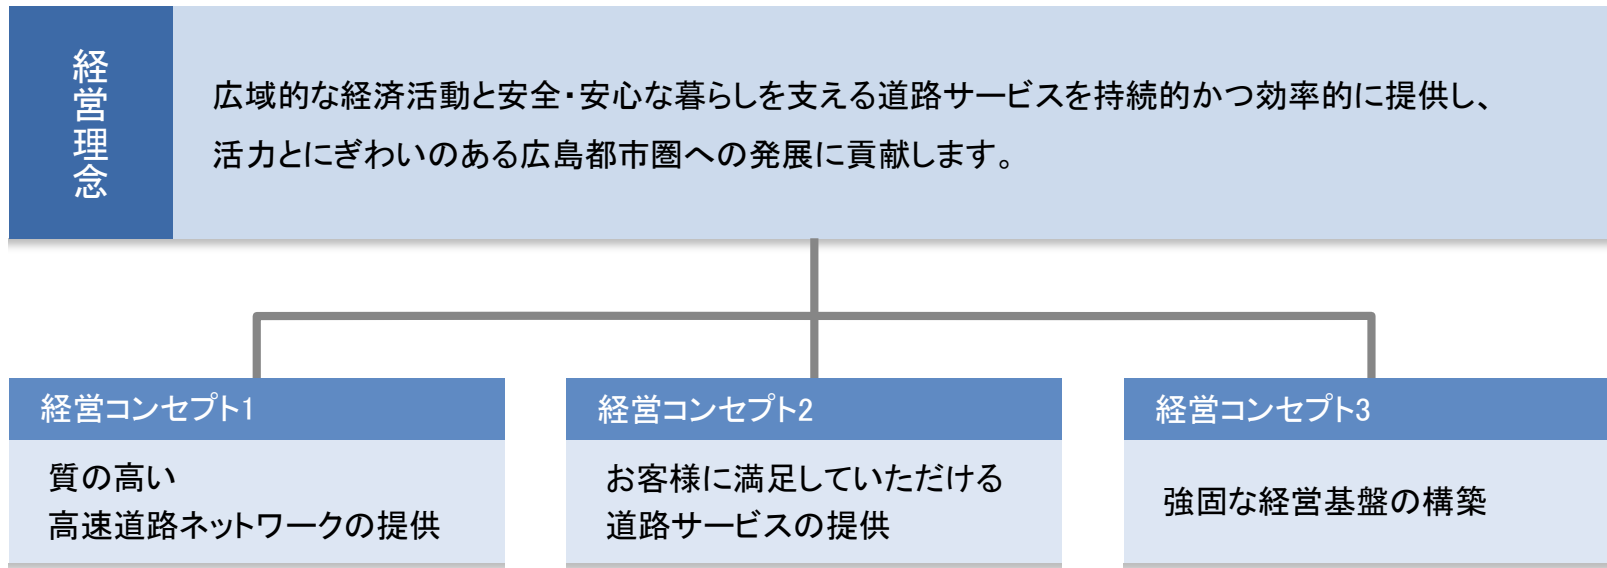 経営理念
広域的な経済活動と安全・安心な暮らしを支える道路サービスを持続的かつ効率的に提供し、
活力とにぎわいのある広島都市圏への発展に貢献します。
経営コンセプト1
質の高い
高速道路ネットワークの提供
経営コンセプト2
お客様に満足していただける
道路サービスの提供
経営コンセプト3
強固な経営基盤の構築